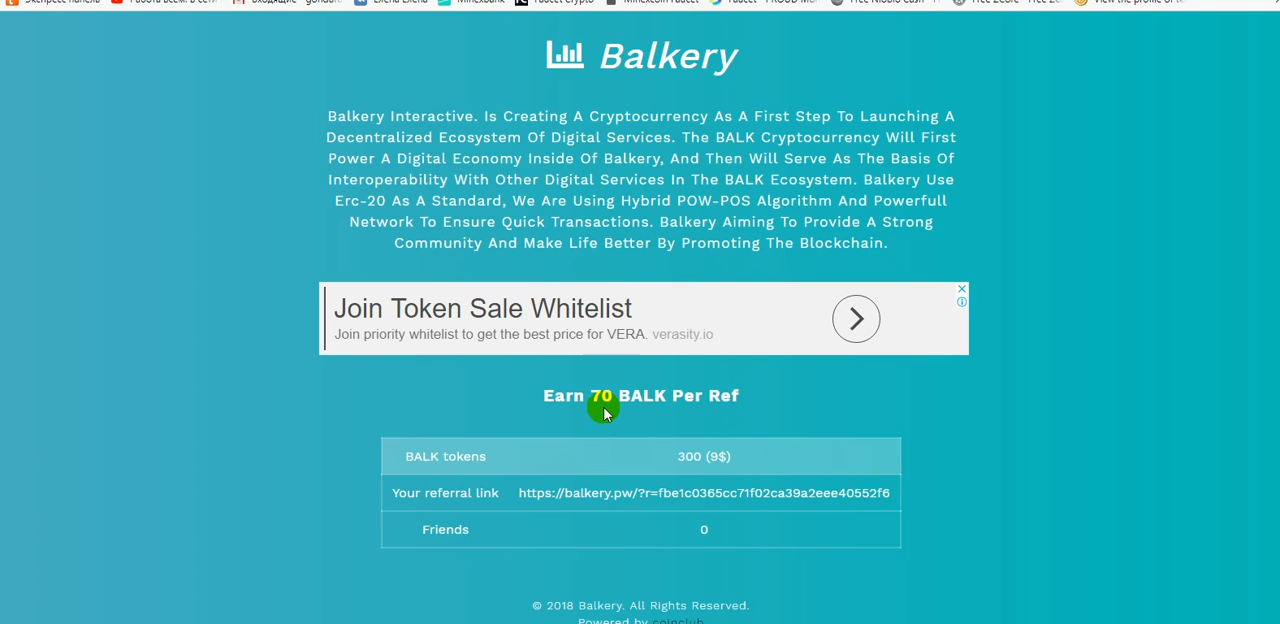 Balkery
Balkery Interactive. Is Creating A Cryptocurrency As A First Step To Launching A
Decentralized Ecosystem Of Digital Services. The BALK Cryptocurrency Will First
Power A Digital Economy Inside Of Balkery, And Then Will Serve As The Basis Of
Interoperability With Other Digital Services In The BALK Ecosystem. Balkery Use
Erc-20 As A Standard, We Are Using Hybrid POW-POS Algorithm And Powerfull
Network To Ensure Quick Transactions. Balkery Aiming To Provide A Strong
Community And Make Life Better By Promoting The Blockchain.
Join Token Sale Whitelist
Join priority whitelist to get the best price for VERA. verasity.io
Earn 70 BALK Per Ref
BALK tokens 300 (9$)
Your referral link https://balkery.pw/?r=fbe1c0365cc71f02ca39a2eee40552f6
Friends 0
© 2018 Balkery. All Rights Reserved.
Powered by coinclub